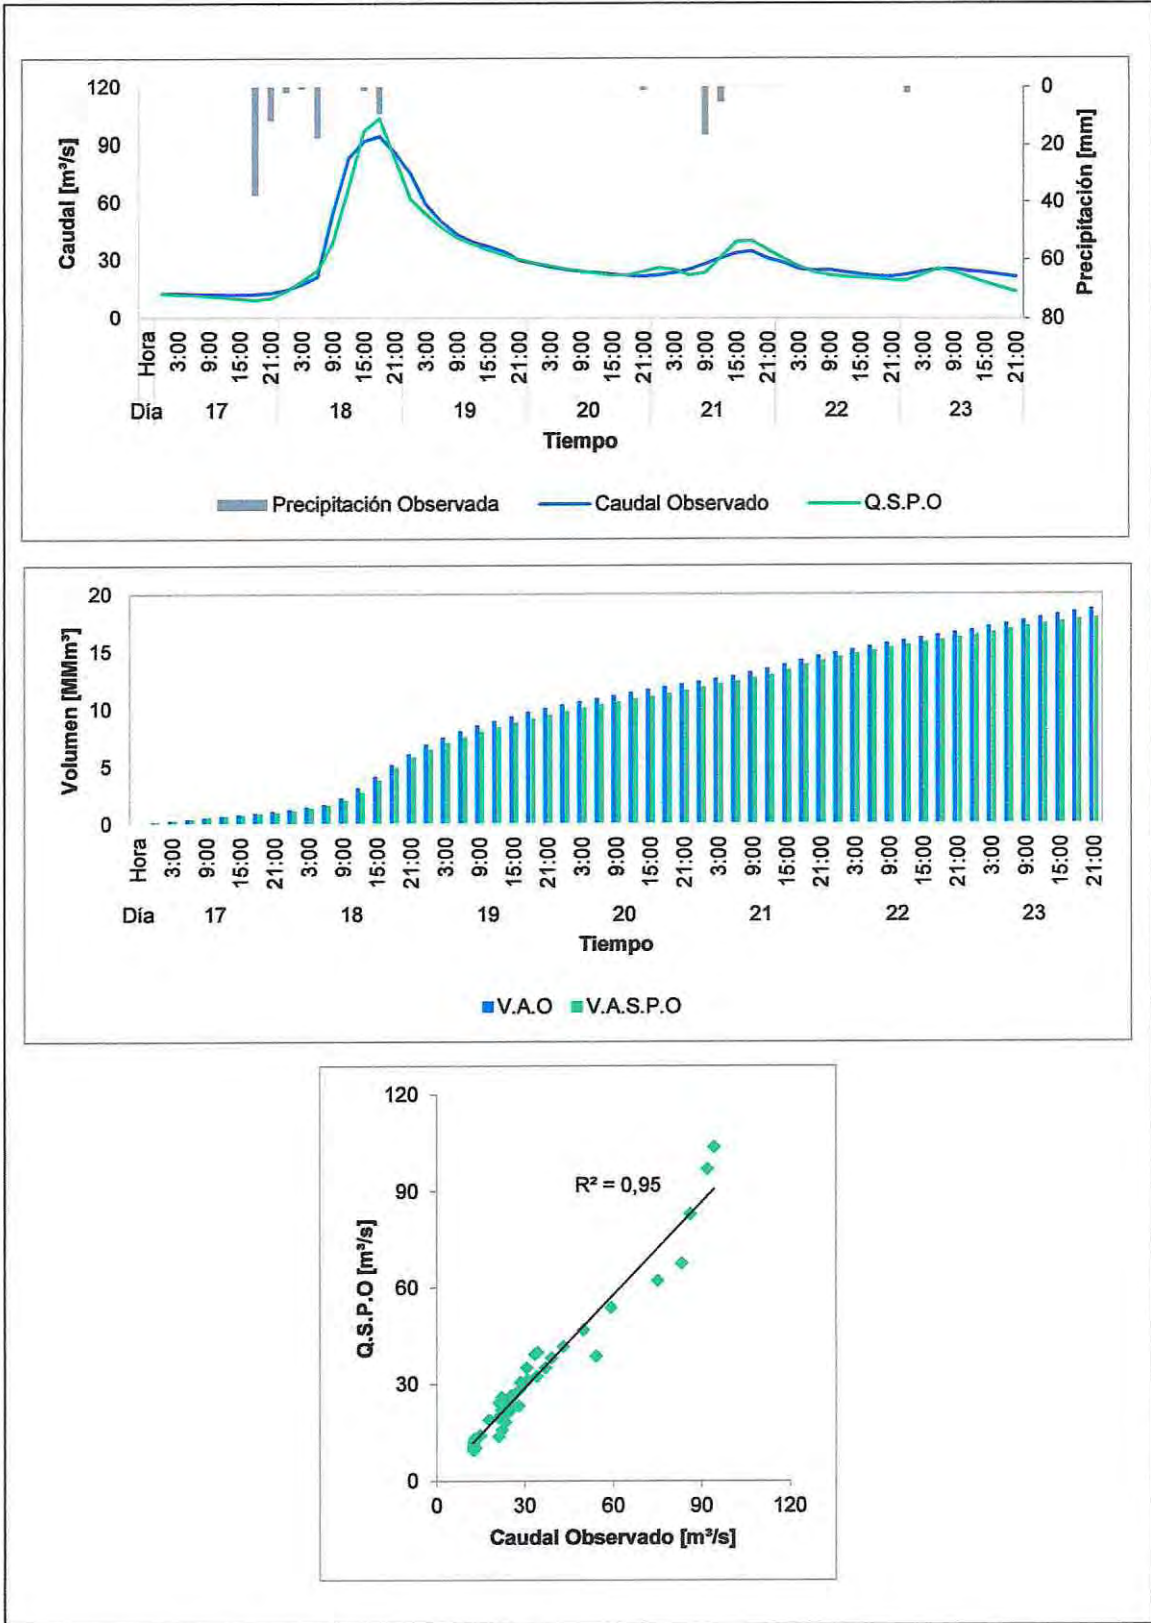 120
90
60
30
0
Caudal [m³/s]
0
20
40
60
80
Precipitación [mm]
Hora 3:00 9:00 15:00 21:00 3:00 9:00 15:00 21:00 3:00 9:00 15:00 21:00 3:00 9:00 15:00 21:00 3:00 9:00 15:00 21:00 3:00 9:00 15:00 21:00 3:00 9:00 15:00 21:00
Día 17 18 19 20 21 22 23
Tiempo
Precipitación Observada Caudal Observado Q.S.P.O
20
15
10
5
0
Volumen [MMm³]
Hora 3:00 9:00 15:00 21:00 3:00 9:00 15:00 21:00 3:00 9:00 15:00 21:00 3:00 9:00 15:00 21:00 3:00 9:00 15:00 21:00 3:00 9:00 15:00 21:00 3:00 9:00 15:00 21:00
Día 17 18 19 20 21 22 23
Tiempo
V.A.O V.A.S.P.O
120
90
60
30
0
Q.S.P.O [m³/s]
R² = 0,95
0 30 60 90 120
Caudal Observado [m³/s]